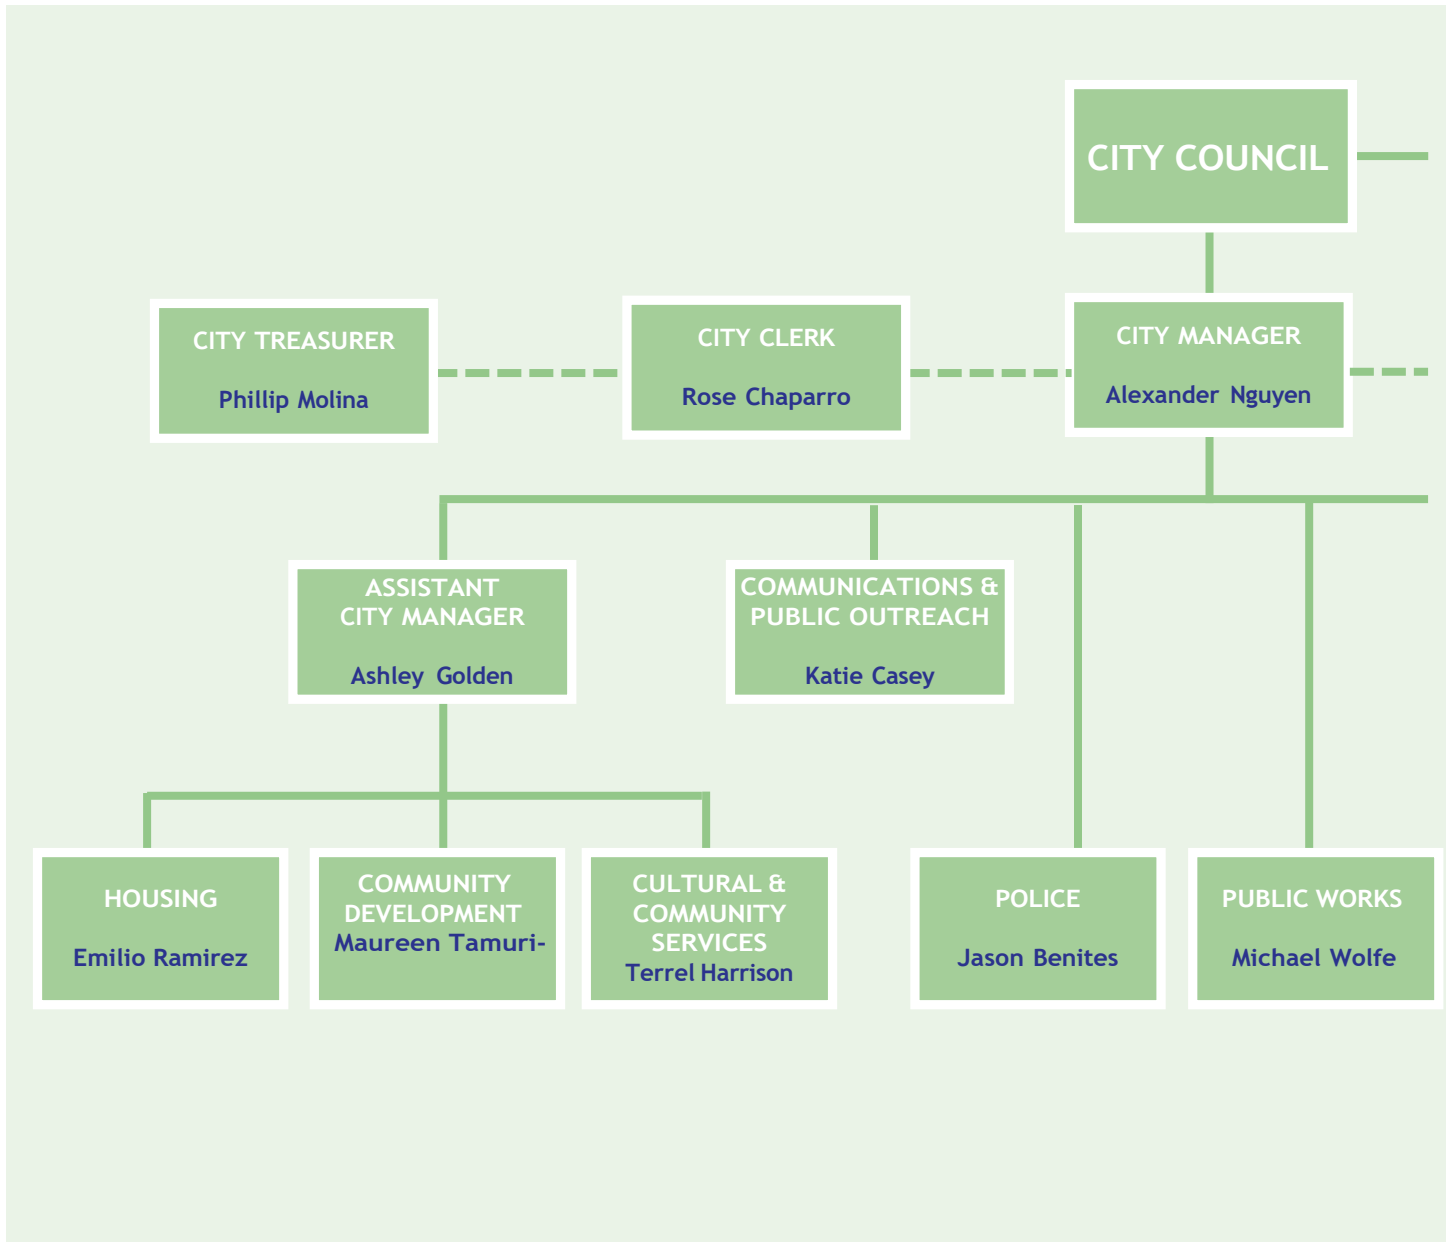 CITY COUNCIL
CITY TREASURER
Phillip Molina
CITY CLERK
Rose Chaparro
CITY MANAGER
Alexander Nguyen
ASSISTANT
CITY MANAGER
Ashley Golden
COMMUNICATIONS &
PUBLIC OUTREACH
Katie Casey
HOUSING
Emilio Ramirez
COMMUNITY
DEVELOPMENT
Maureen Tamuri-
CULTURAL &
COMMUNITY
SERVICES
Terrel Harrison
POLICE
Jason Benites
PUBLIC WORKS
Michael Wolfe